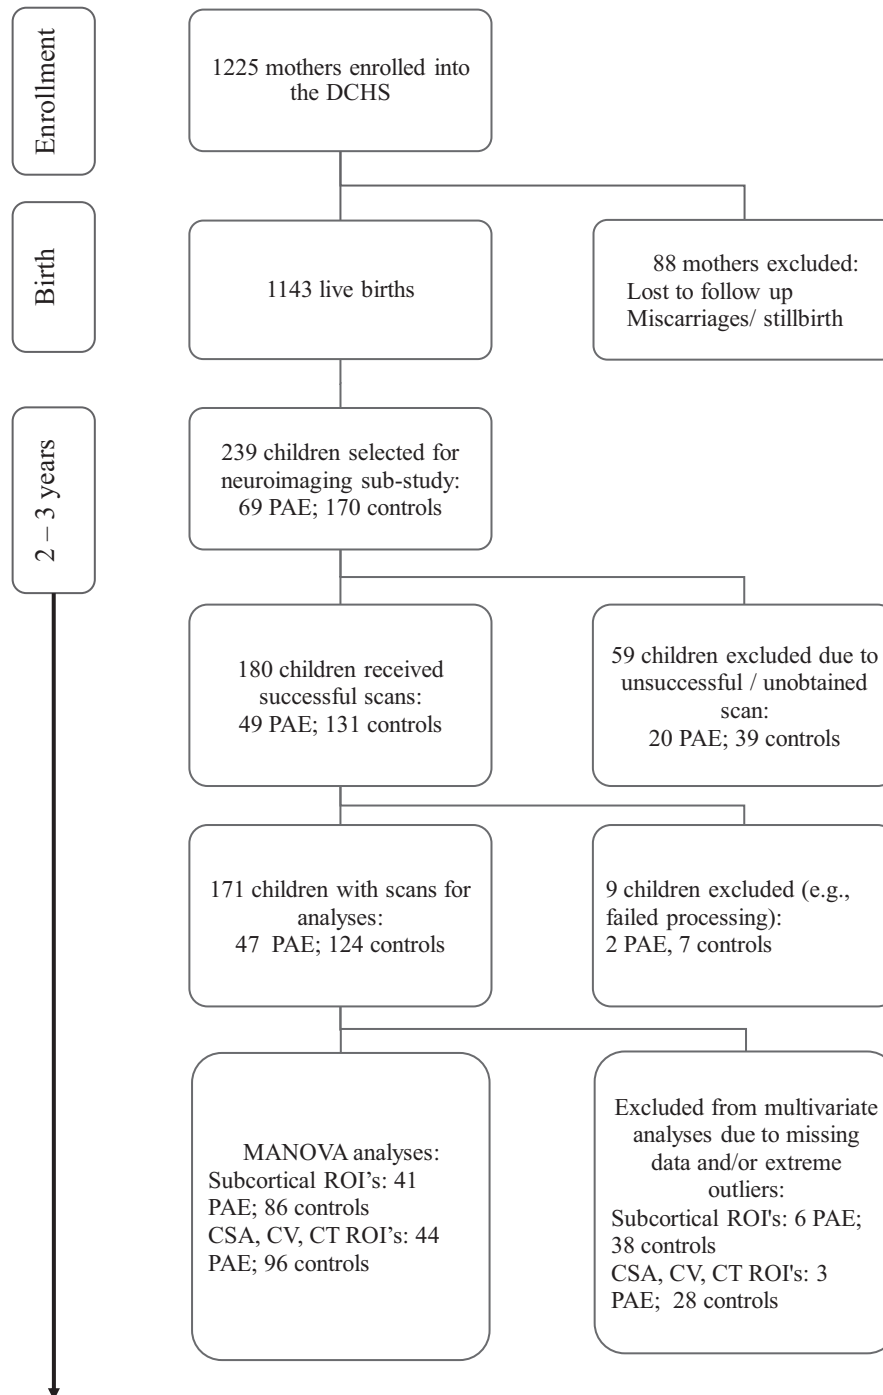 Enrollment
1225 mothers enrolled into
the DCHS
Birth
1143 live births
88 mothers excluded:
Lost to follow up
Miscarriages/ stillbirth
2 – 3 years
239 children selected for
neuroimaging sub-study:
69 PAE; 170 controls
180 children received
successful scans:
49 PAE; 131 controls
59 children excluded due to
unsuccessful / unobtained
scan:
20 PAE; 39 controls
171 children with scans for
analyses:
47 PAE; 124 controls
9 children excluded (e.g.,
failed processing):
2 PAE, 7 controls
MANOVA analyses:
Subcortical ROI’s: 41
PAE; 86 controls
CSA, CV, CT ROI’s: 44
PAE; 96 controls
Excluded from multivariate
analyses due to missing
data and/or extreme
outliers:
Subcortical ROI's: 6 PAE;
38 controls
CSA, CV, CT ROI's: 3
PAE; 28 controls